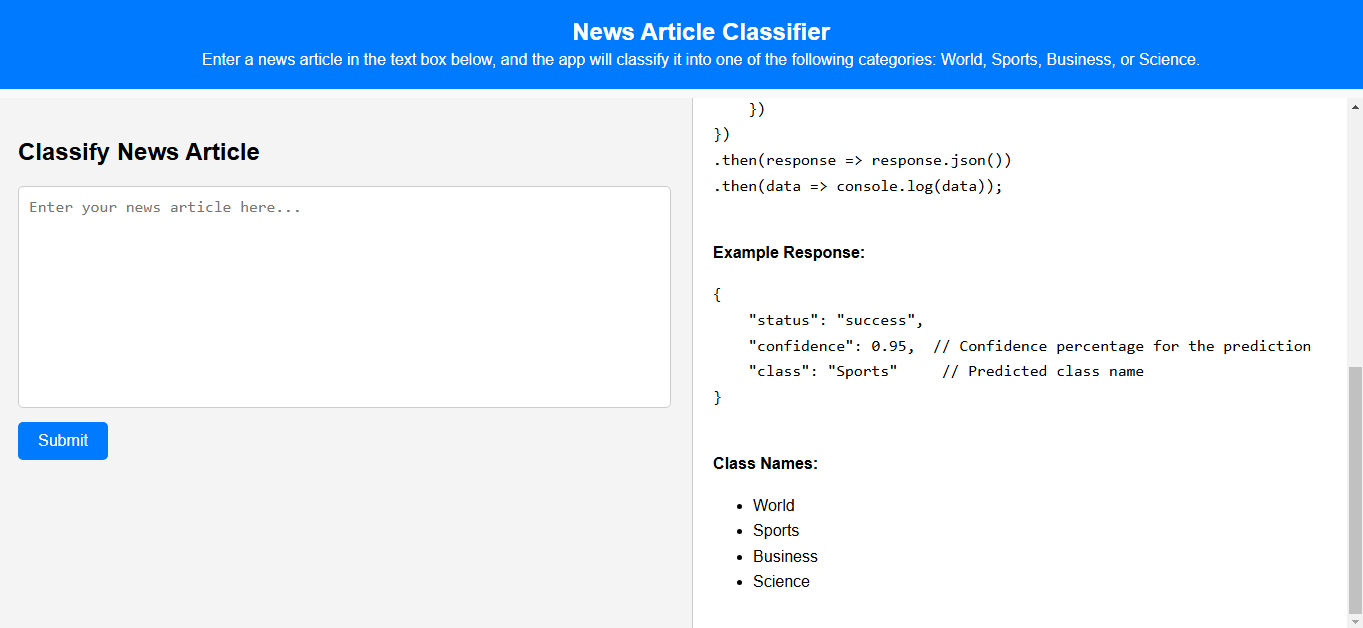 News Article Classifier
Enter a news article in the text box below, and the app will classify it into one of the following categories: World, Sports, Business, or Science.
Classify News Article
Enter your news article here...
Submit
    })
})
.then(response => response.json())
.then(data => console.log(data));
Example Response:
{
    "status": "success",
    "confidence": 0.95,  // Confidence percentage for the prediction
    "class": "Sports"     // Predicted class name
}
Class Names:
• World
• Sports
• Business
• Science